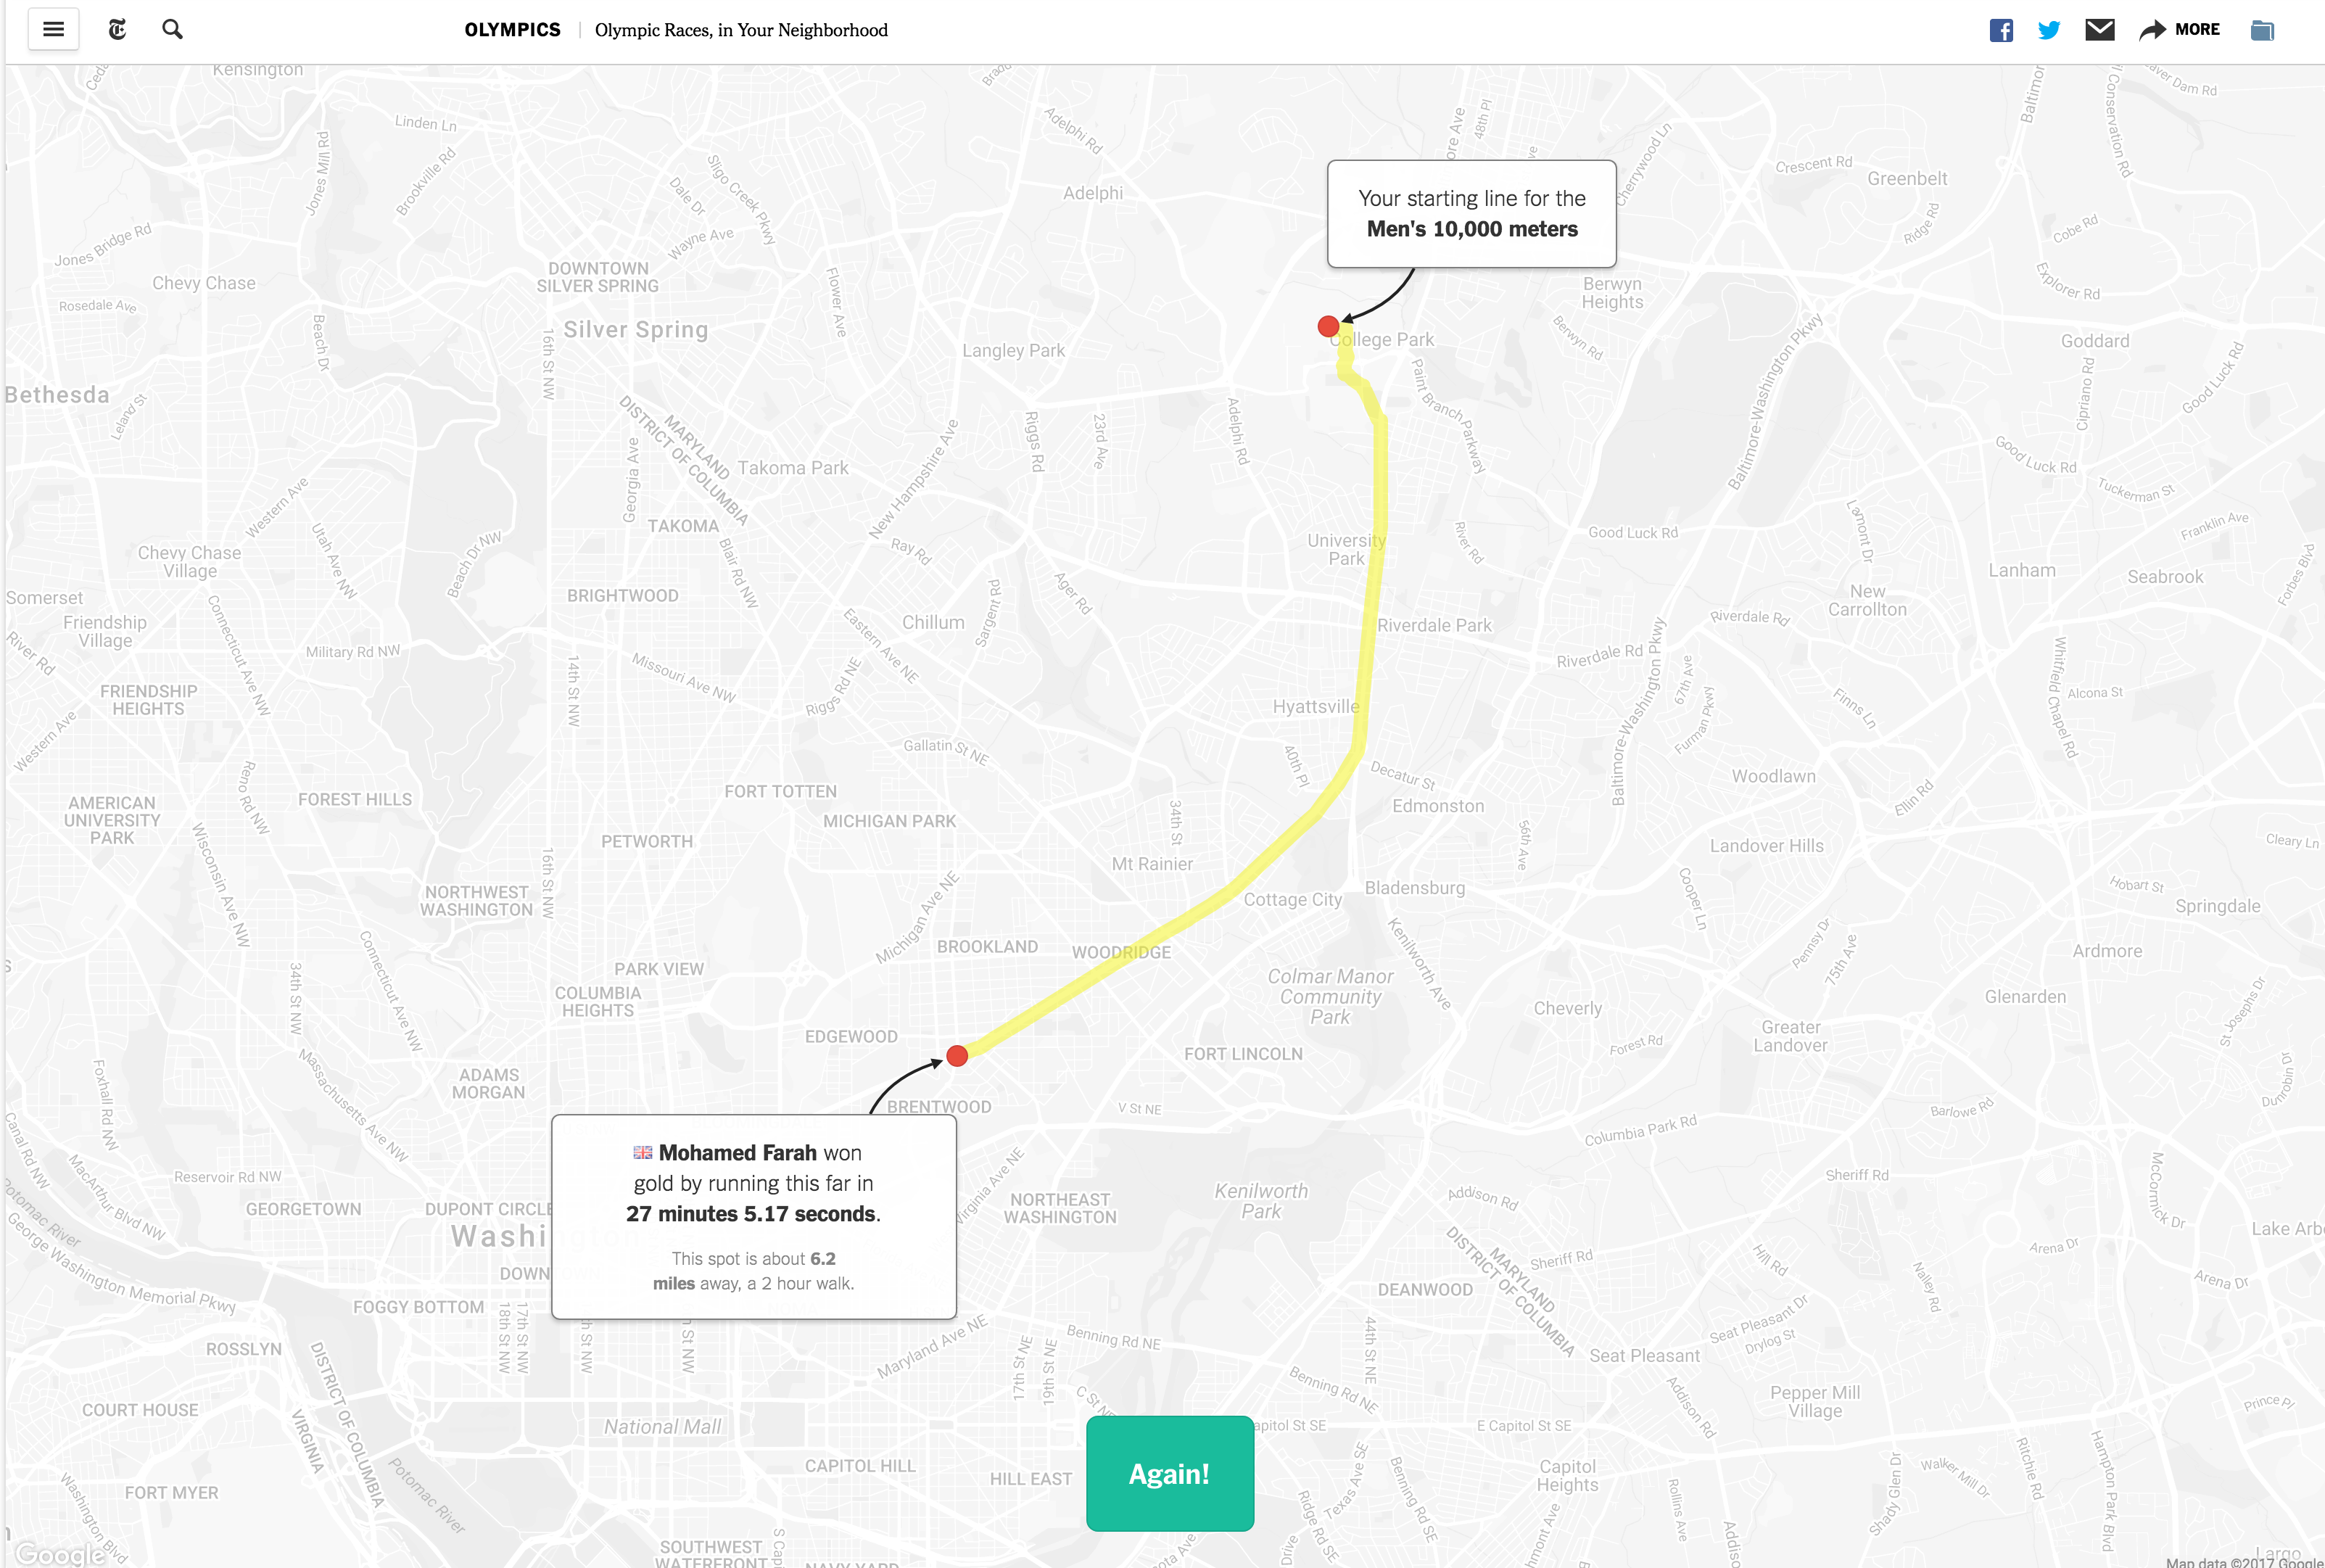 OLYMPICS
Olympic Races, in Your Neighborhood
MORE
Kensington
Linden Ln
Jones Mill Rd
Brookville Rd
Sligo Creek Pkwy
Dale Dr
Wayne Ave
Adelphi Rd
Adelphi
48th Pl
Cherrywood Ln
Crescent Rd
Greenbelt
Ridge Rd
Cobe Rd
Explorer Rd
Conservation Rd
Your starting line for the
Men's 10,000 meters
Jones Bridge Rd
Chevy Chase
Rosedale Ave
Beach Dr
DOWNTOWN
SILVER SPRING
Silver Spring
16th St NW
Flower Ave
Langley Park
College Park
Berwyn
Heights
Berwyn Rd
Goddard
Good Luck Rd
Cipriano Rd
Bethesda
Leland St
MARYLAND
DISTRICT OF COLUMBIA
Georgia Ave
Takoma Park
New Hampshire Ave
Riggs Rd
23rd Ave
Adelphi Rd
Paint Branch Parkway
Baltimore-Washington Pkwy
Good Luck Rd
Tuckerman St
Franklin Ave
Western Ave
Utah Ave NW
Beach Dr NW
TAKOMA
Blair Rd NW
Ray Rd
Ager Rd
University
Park
River Rd
Good Luck Rd
Lamont Dr
Lanham
Seabrook
Forbes Blvd
Chevy Chase
Village
Somerset
Friendship
Village
River Rd
Connecticut Ave NW
Military Rd NW
BRIGHTWOOD
Eastern Ave NE
Chillum
Sargent Rd
Riverdale Park
Riverdale Rd
New
Carrollton
Riverdale Rd
FRIENDSHIP
HEIGHTS
Western Ave
14th St NW
Missouri Ave NW
Riggs Rd NE
Hyattsville
67th Ave
Furman Pkwy
Finns Ln
Whitfield Chapel Rd
Alcona St
Gallatin St NE
40th Pl
Decatur St
Edmonston
Baltimore-Washington Pkwy
Woodlawn
Ellin Rd
AMERICAN
UNIVERSITY
PARK
Reno Rd NW
FOREST HILLS
Wisconsin Ave NW
FORT TOTTEN
MICHIGAN PARK
PETWORTH
34th St
Mt Rainier
56th Ave
Landover Hills
Cleary Ln
NORTHWEST
WASHINGTON
16th St NW
Michigan Ave NE
Cottage City
Bladensburg
Cooper Ln
Hobart St
Springdale
Connecticut Ave NW
34th St NW
PARK VIEW
BROOKLAND
WOODRIDGE
Kenilworth Ave
Pennsy Dr
75th Ave
Ardmore
COLUMBIA
HEIGHTS
Colmar Manor
Community
Park
Cheverly
Glenarden
St Josephs Dr
EDGEWOOD
FORT LINCOLN
Forest Rd
Greater
Landover
Foxhall Rd NW
Massachusetts Ave NW
ADAMS
MORGAN
BRENTWOOD
V St NE
Columbia Park Rd
Barlowe Rd
Canal Rd NW
MacArthur Blvd NW
Mohamed Farah won
gold by running this far in
27 minutes 5.17 seconds.
This spot is about 6.2
miles away, a 2 hour walk.
Reservoir Rd NW
GEORGETOWN
DUPONT CIRCLE
Washi
Virginia Ave NE
NORTHEAST
WASHINGTON
Kenilworth
Park
Addison Rd
Sheriff Rd
McCormick Dr
Potomac River
George Washington Memorial Pkwy
FOGGY BOTTOM
18th St NW
17th St NW
MARYLAND
DISTRICT OF COLUMBIA
Sheriff Rd
Hill Rd
Arena Dr
Arena Dr
DEANWOOD
Nalley Rd
Seat Pleasant Dr
Drylog St
ROSSLYN
DISTRICT OF COLUMBIA
VIRGINIA
Maryland Ave NE
17th St NE
19th St NE
Benning Rd NE
Benning Rd NE
44th St NE
Seat Pleasant
Addison Rd
Pepper Mill
Village
Prince Pl
COURT HOUSE
National Mall
C St NE
apitol St SE
E Capitol St SE
Again!
CAPITOL HILL
HILL EAST
Texas Ave SE
Benning Rd SE
Ridge Rd SE
Capitol
Heights
Rollins Ave
Shady Glen Dr
Walker Mill Dr
Ritchie Rd
Hampton Park Blvd
FORT MYER
Washington Blvd
Potomac River
SOUTHWEST
WATERFRONT
NAVY YARD
Google
Largo
Map data ©2017 Google